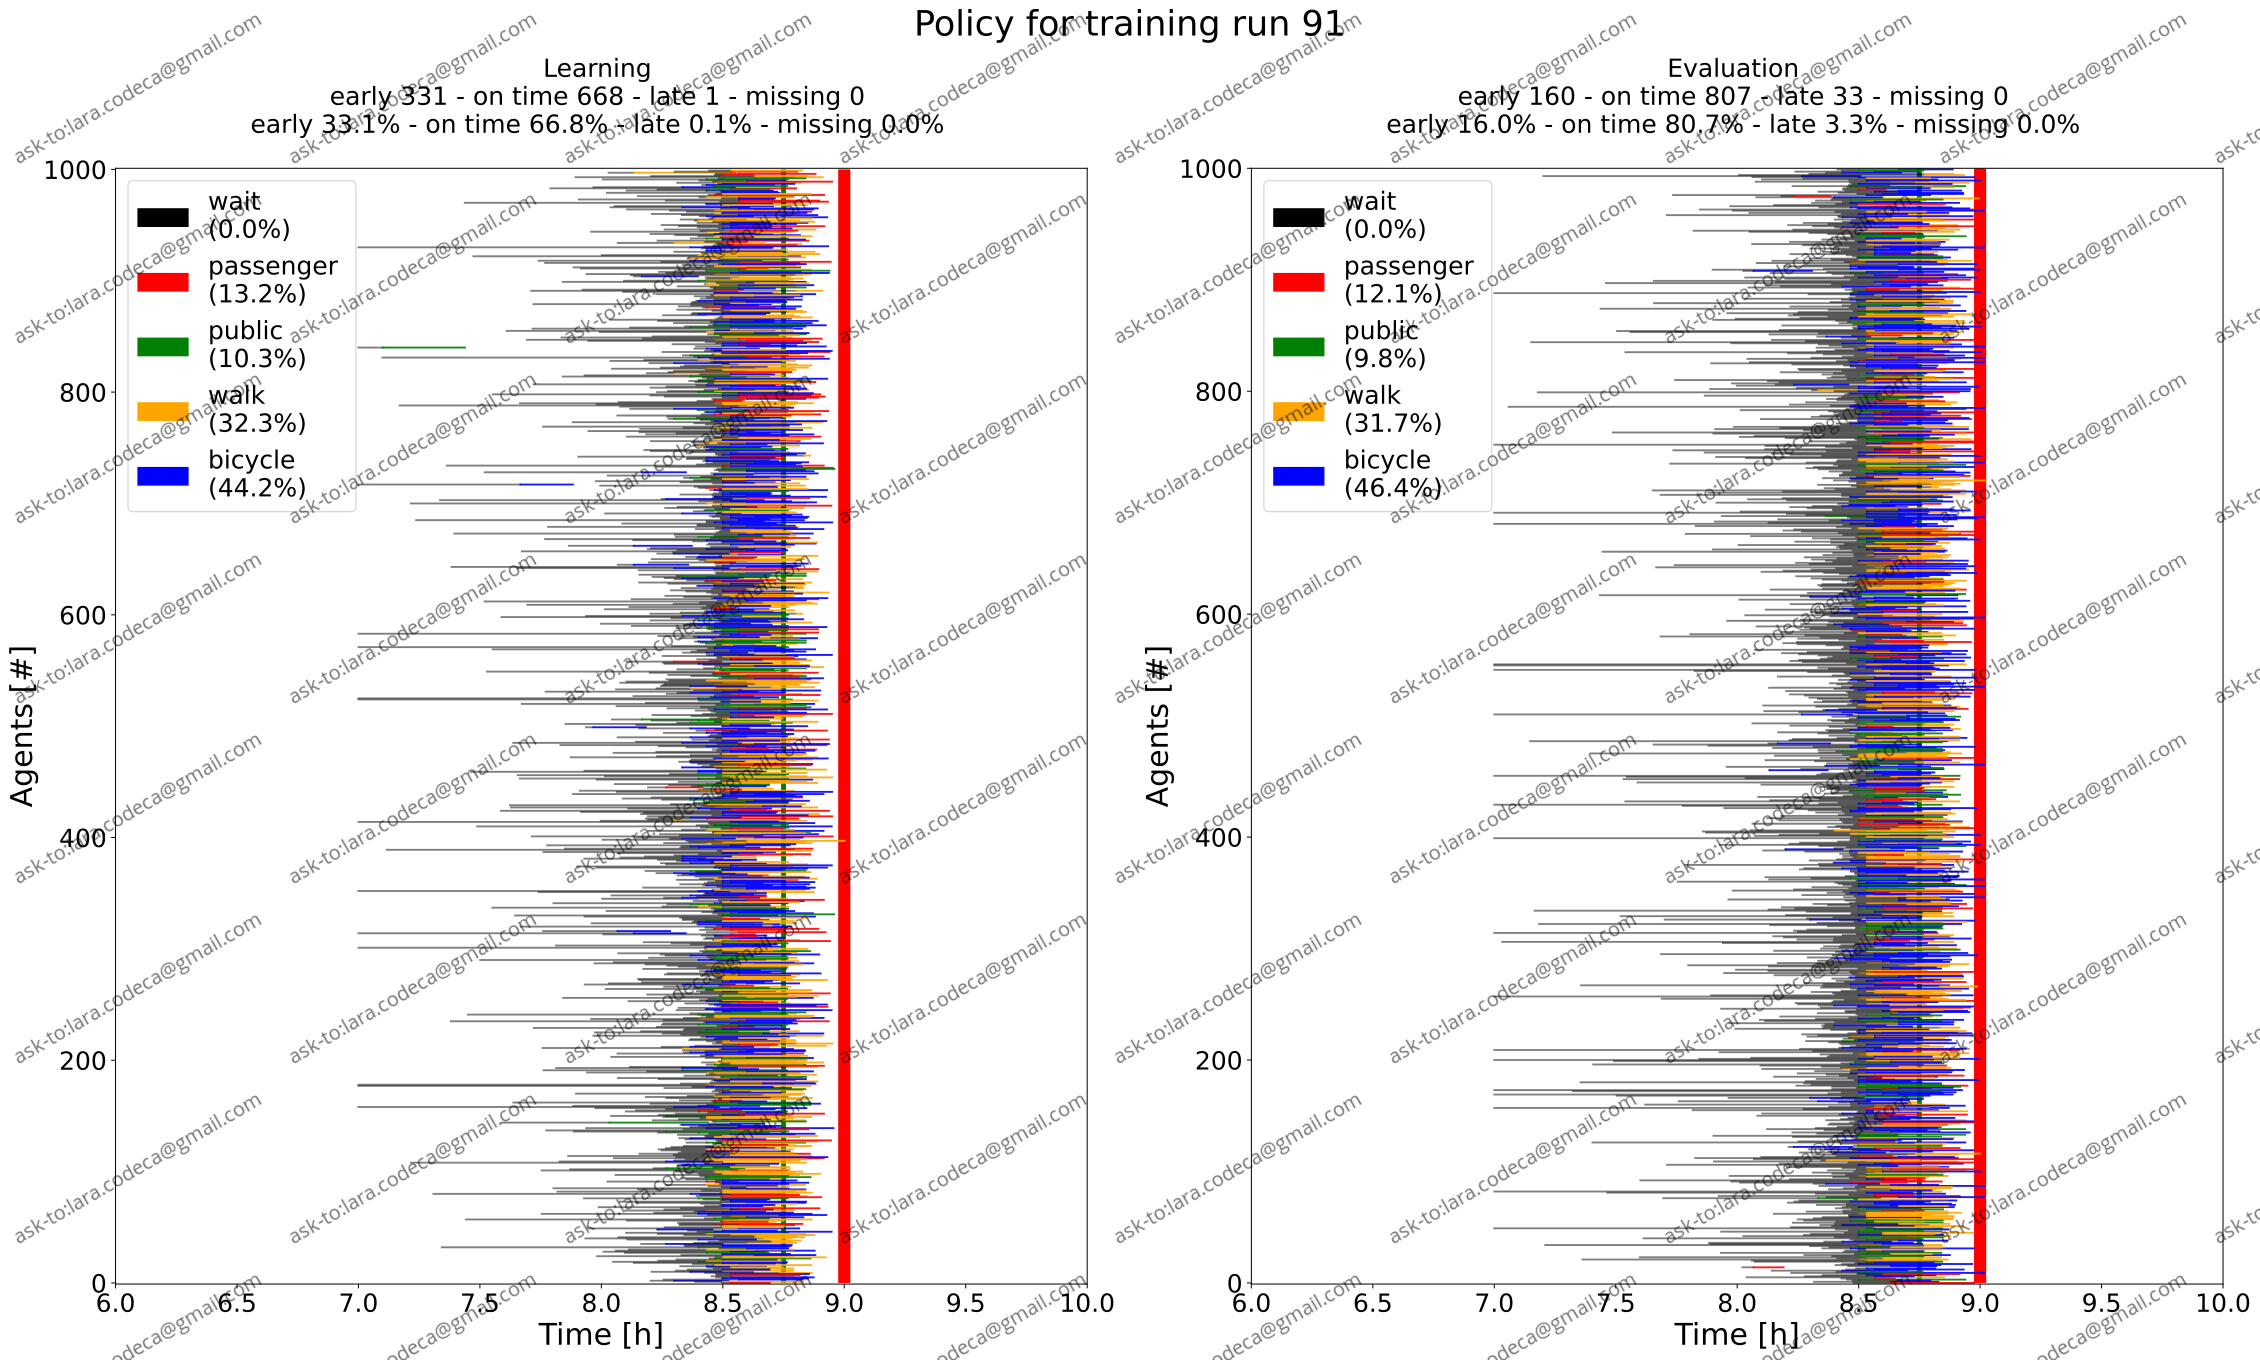 Policy for training run 91
Learning
early 331 - on time 668 - late 1 - missing 0
early 33.1% - on time 66.8% - late 0.1% - missing 0.0%
1000
800
600
400
200
0
Agents [#]
wait
(0.0%)
passenger
(13.2%)
public
(10.3%)
walk
(32.3%)
bicycle
(44.2%)
6.0 6.5 7.0 7.5 8.0 8.5 9.0 9.5 10.0
Time [h]
Evaluation
early 160 - on time 807 - late 33 - missing 0
early 16.0% - on time 80.7% - late 3.3% - missing 0.0%
1000
800
600
400
200
0
Agents [#]
wait
(0.0%)
passenger
(12.1%)
public
(9.8%)
walk
(31.7%)
bicycle
(46.4%)
6.0 6.5 7.0 7.5 8.0 8.5 9.0 9.5 10.0
Time [h]
ask-to:lara.codeca@gmail.com